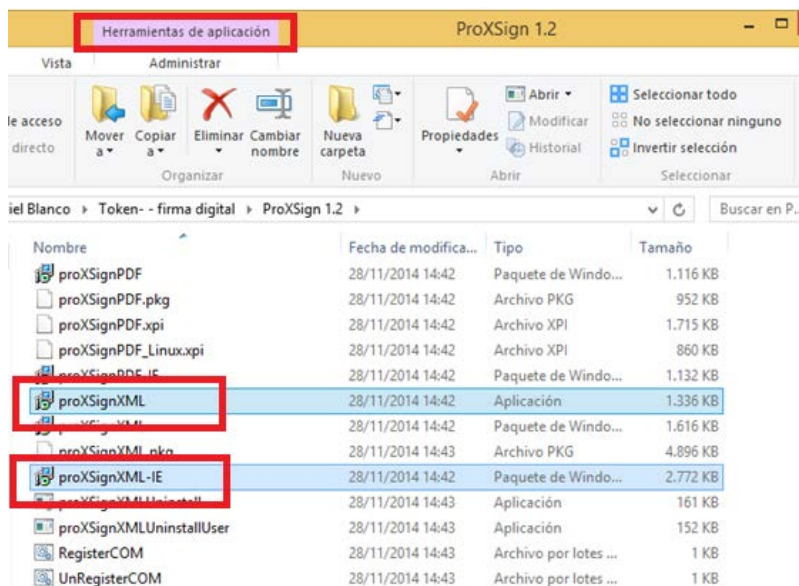 Herramientas de aplicación
ProXSign 1.2
Vista
Administrar
le acceso
directo
Mover a
Copiar a
Eliminar
Cambiar nombre
Nueva carpeta
Propiedades
Abrir
Modificar
Historial
Seleccionar todo
No seleccionar ninguno
Invertir selección
Organizar
Nuevo
Abrir
Seleccionar
iel Blanco ▸ Token- - firma digital ▸ ProXSign 1.2 ▸
Buscar en P...
Nombre Fecha de modifica... Tipo Tamaño
proXSignPDF 28/11/2014 14:42 Paquete de Windo... 1.116 KB
proXSignPDF.pkg 28/11/2014 14:42 Archivo PKG 952 KB
proXSignPDF.xpi 28/11/2014 14:42 Archivo XPI 1.715 KB
proXSignPDF_Linux.xpi 28/11/2014 14:42 Archivo XPI 860 KB
proXSignPDF-IE 28/11/2014 14:42 Paquete de Windo... 1.132 KB
proXSignXML 28/11/2014 14:42 Aplicación 1.336 KB
proXSignXML 28/11/2014 14:42 Paquete de Windo... 1.616 KB
proXSignXML.pkg 28/11/2014 14:43 Archivo PKG 4.896 KB
proXSignXML-IE 28/11/2014 14:42 Paquete de Windo... 2.772 KB
proXSignXMLUninstall 28/11/2014 14:43 Aplicación 161 KB
proXSignXMLUninstallUser 28/11/2014 14:43 Aplicación 152 KB
RegisterCOM 28/11/2014 14:43 Archivo por lotes ... 1 KB
UnRegisterCOM 28/11/2014 14:43 Archivo por lotes ... 1 KB